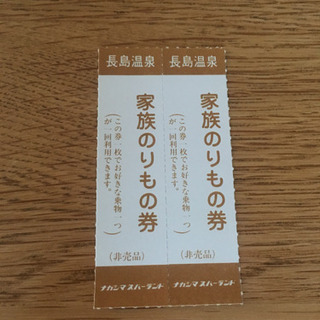 長島温泉
家族のりもの券
(この券一枚でお好きな乗物一つ
が一回利用できます。)
(非売品)
ナガシマスパーランド
長島温泉
家族のりもの券
(この券一枚でお好きな乗物一つ
が一回利用できます。)
(非売品)
ナガシマスパーランド